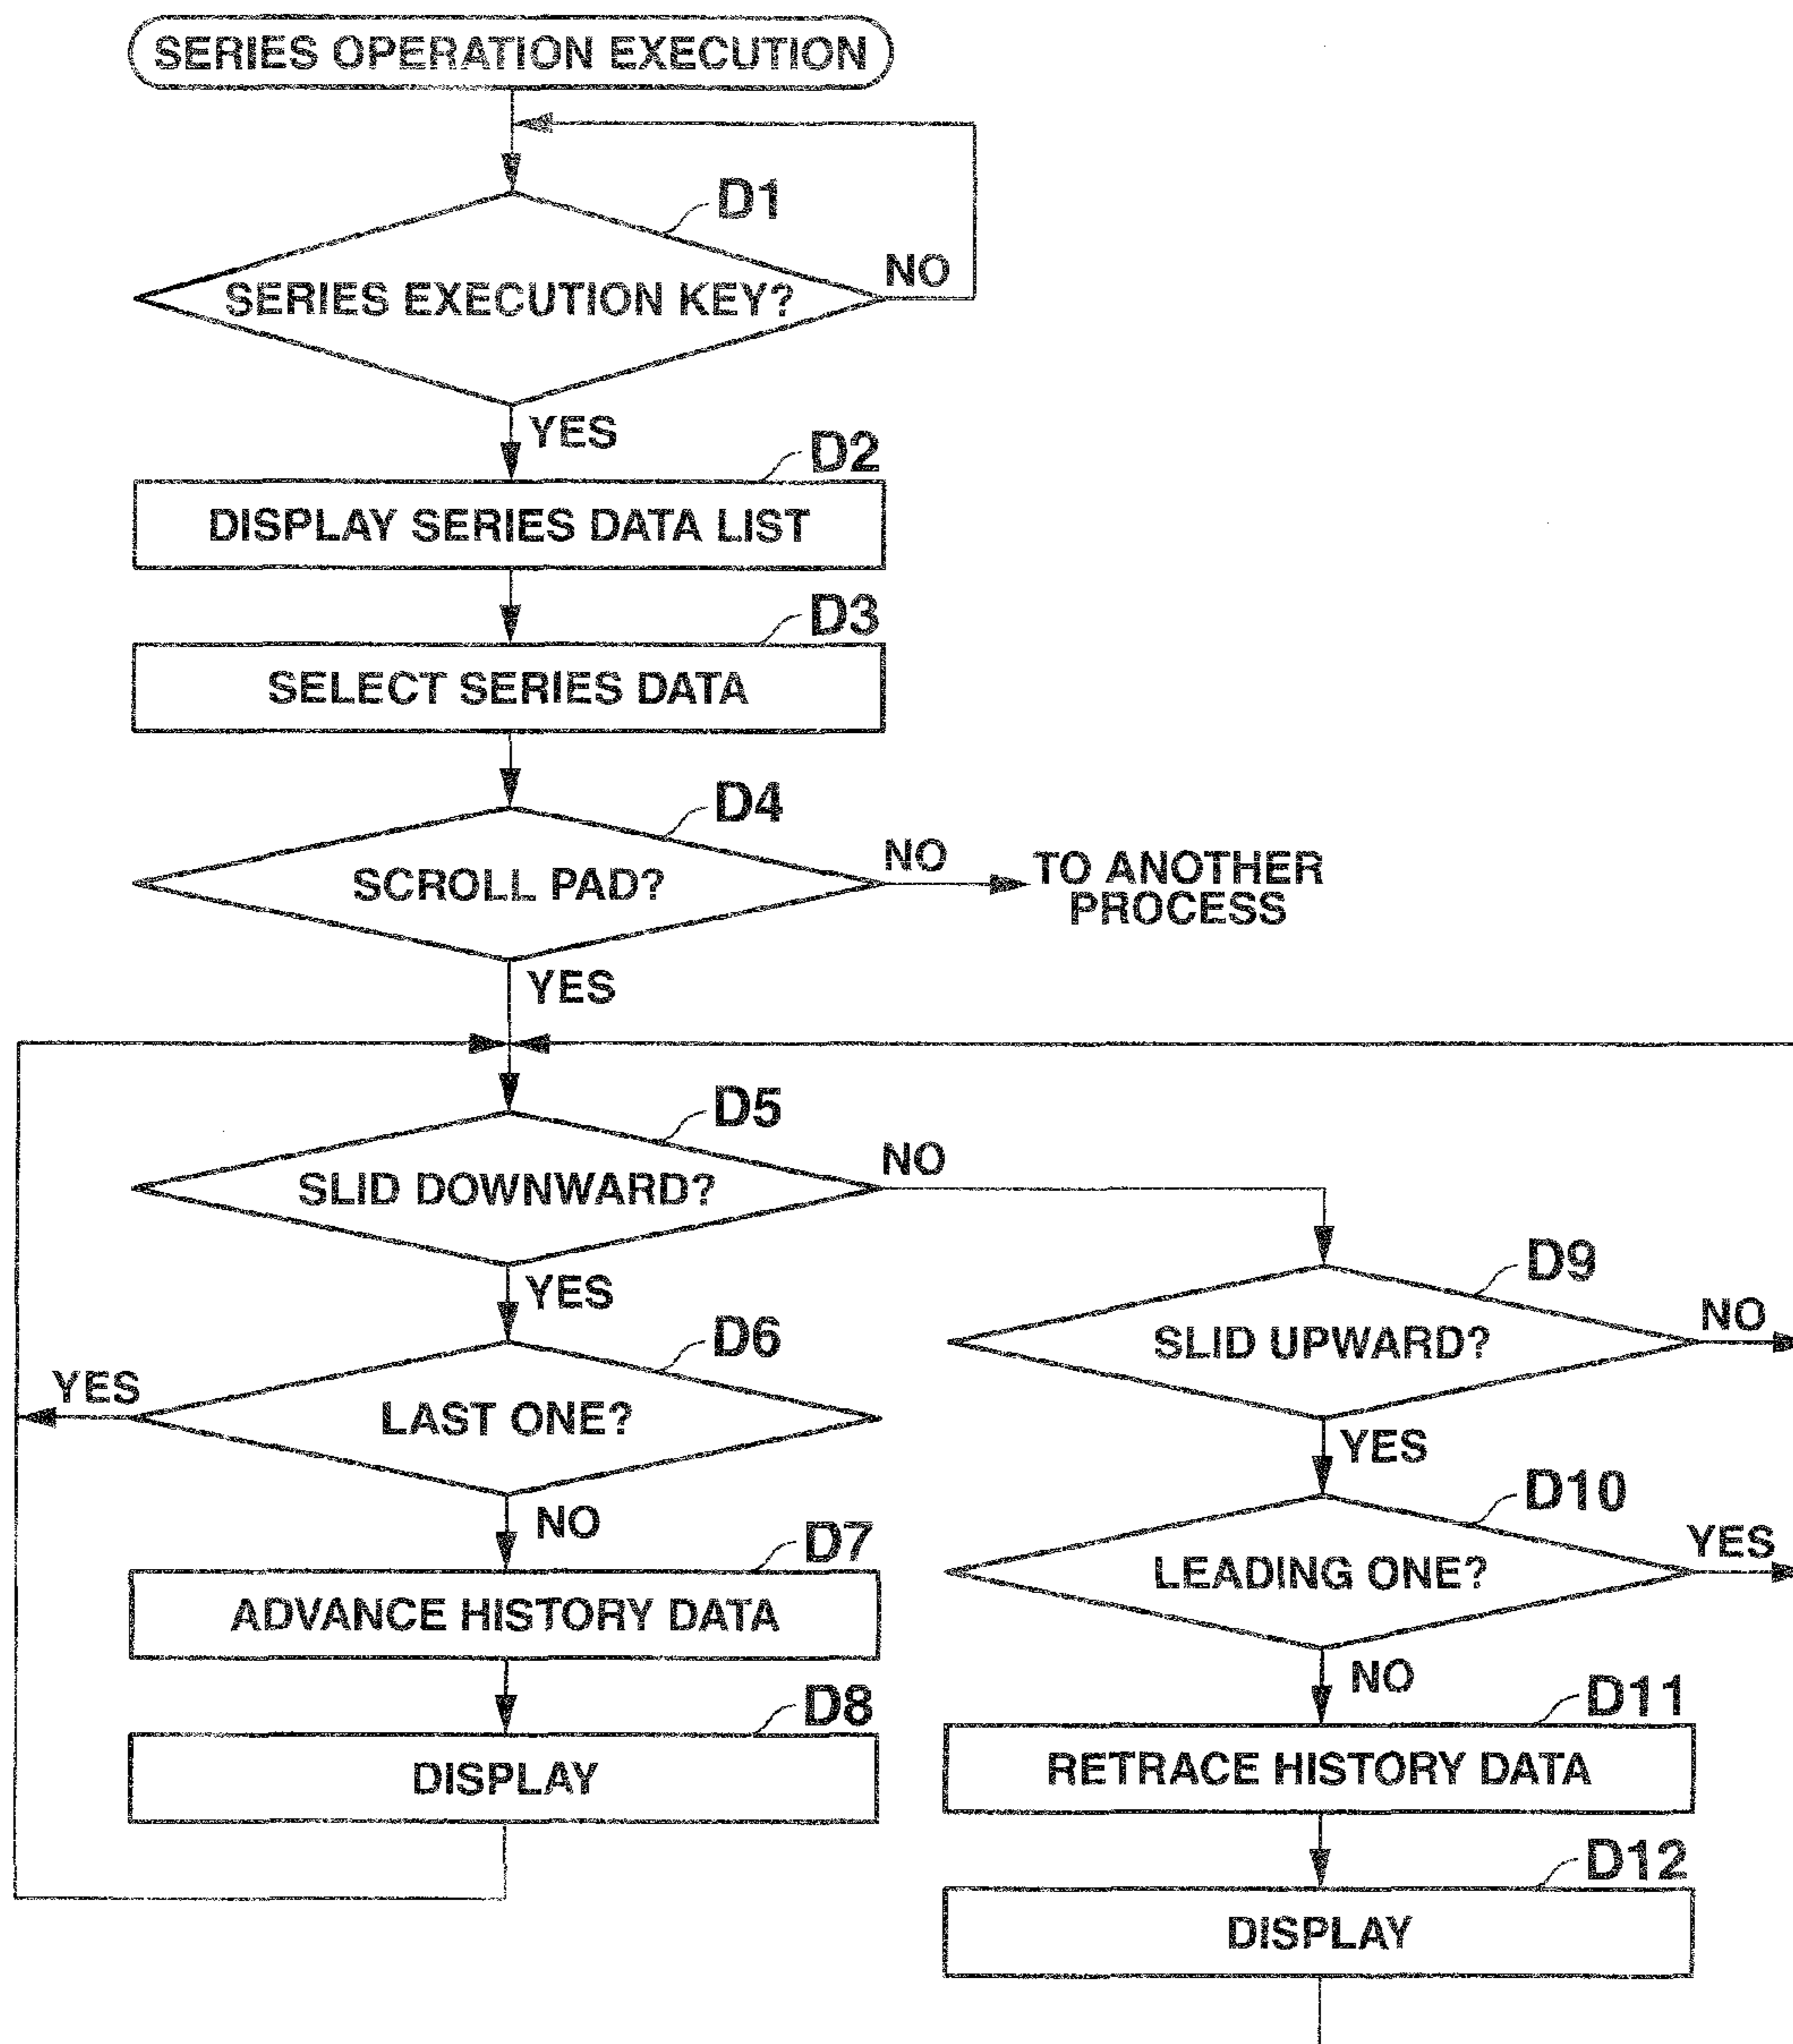 SERIES OPERATION EXECUTION
D1
SERIES EXECUTION KEY?
NO
YES
D2
DISPLAY SERIES DATA LIST
D3
SELECT SERIES DATA
D4
SCROLL PAD?
NO
TO ANOTHER
PROCESS
YES
D5
SLID DOWNWARD?
NO
YES
D6
LAST ONE?
YES
NO
D7
ADVANCE HISTORY DATA
D8
DISPLAY
D9
SLID UPWARD?
NO
YES
D10
LEADING ONE?
YES
NO
D11
RETRACE HISTORY DATA
D12
DISPLAY